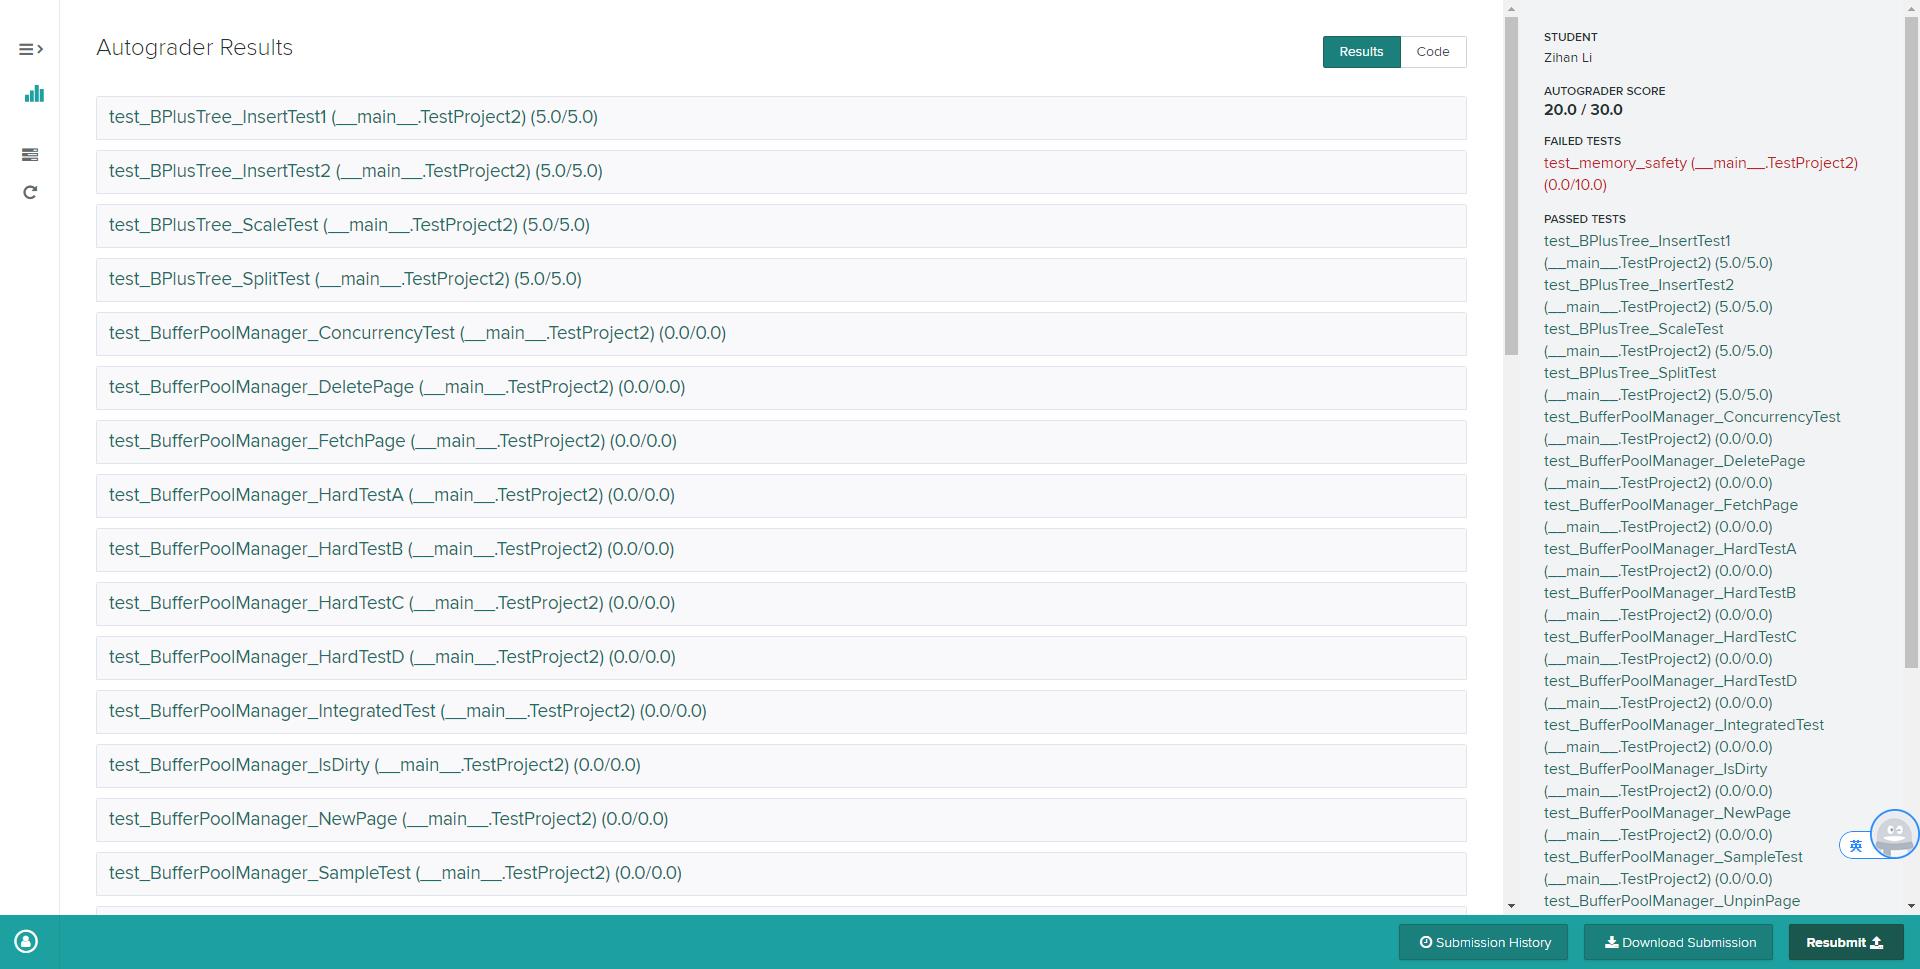 Autograder Results
Results
Code
test_BPlusTree_InsertTest1 (__main__.TestProject2) (5.0/5.0)
test_BPlusTree_InsertTest2 (__main__.TestProject2) (5.0/5.0)
test_BPlusTree_ScaleTest (__main__.TestProject2) (5.0/5.0)
test_BPlusTree_SplitTest (__main__.TestProject2) (5.0/5.0)
test_BufferPoolManager_ConcurrencyTest (__main__.TestProject2) (0.0/0.0)
test_BufferPoolManager_DeletePage (__main__.TestProject2) (0.0/0.0)
test_BufferPoolManager_FetchPage (__main__.TestProject2) (0.0/0.0)
test_BufferPoolManager_HardTestA (__main__.TestProject2) (0.0/0.0)
test_BufferPoolManager_HardTestB (__main__.TestProject2) (0.0/0.0)
test_BufferPoolManager_HardTestC (__main__.TestProject2) (0.0/0.0)
test_BufferPoolManager_HardTestD (__main__.TestProject2) (0.0/0.0)
test_BufferPoolManager_IntegratedTest (__main__.TestProject2) (0.0/0.0)
test_BufferPoolManager_IsDirty (__main__.TestProject2) (0.0/0.0)
test_BufferPoolManager_NewPage (__main__.TestProject2) (0.0/0.0)
test_BufferPoolManager_SampleTest (__main__.TestProject2) (0.0/0.0)
STUDENT
Zihan Li
AUTOGRADER SCORE
20.0 / 30.0
FAILED TESTS
test_memory_safety (__main__.TestProject2)
(0.0/10.0)
PASSED TESTS
test_BPlusTree_InsertTest1
(__main__.TestProject2) (5.0/5.0)
test_BPlusTree_InsertTest2
(__main__.TestProject2) (5.0/5.0)
test_BPlusTree_ScaleTest
(__main__.TestProject2) (5.0/5.0)
test_BPlusTree_SplitTest
(__main__.TestProject2) (5.0/5.0)
test_BufferPoolManager_ConcurrencyTest
(__main__.TestProject2) (0.0/0.0)
test_BufferPoolManager_DeletePage
(__main__.TestProject2) (0.0/0.0)
test_BufferPoolManager_FetchPage
(__main__.TestProject2) (0.0/0.0)
test_BufferPoolManager_HardTestA
(__main__.TestProject2) (0.0/0.0)
test_BufferPoolManager_HardTestB
(__main__.TestProject2) (0.0/0.0)
test_BufferPoolManager_HardTestC
(__main__.TestProject2) (0.0/0.0)
test_BufferPoolManager_HardTestD
(__main__.TestProject2) (0.0/0.0)
test_BufferPoolManager_IntegratedTest
(__main__.TestProject2) (0.0/0.0)
test_BufferPoolManager_IsDirty
(__main__.TestProject2) (0.0/0.0)
test_BufferPoolManager_NewPage
(__main__.TestProject2) (0.0/0.0)
test_BufferPoolManager_SampleTest
(__main__.TestProject2) (0.0/0.0)
test_BufferPoolManager_UnpinPage
英
Submission History
Download Submission
Resubmit